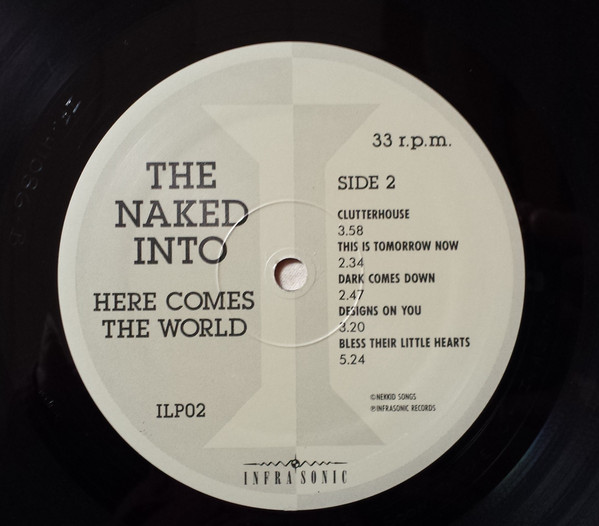 33 r.p.m.
THE
NAKED
INTO
HERE COMES
THE WORLD
ILP02
SIDE 2
CLUTTERHOUSE
3.58
THIS IS TOMORROW NOW
2.34
DARK COMES DOWN
2.47
DESIGNS ON YOU
3.20
BLESS THEIR LITTLE HEARTS
5.24
©NEKKID SONGS
℗INFRASONIC RECORDS
INFRA SONIC